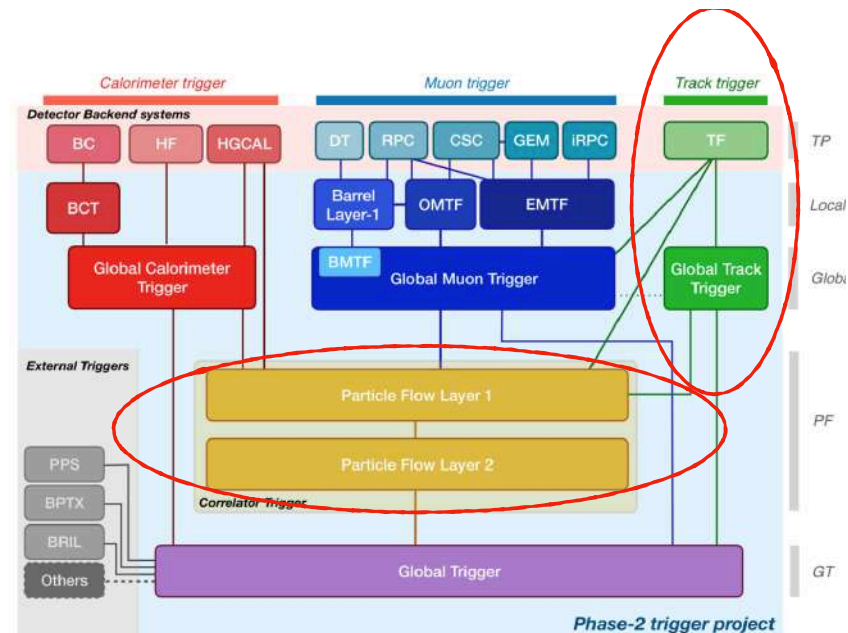 Calorimeter trigger
Muon trigger
Track trigger
Detector Backend systems
BC
HF
HGCAL
DT
RPC
CSC
GEM
iRPC
TF
TP
BCT
Barrel
Layer-1
OMTF
EMTF
Local
Global Calorimeter
Trigger
BMTF
Global Muon Trigger
Global Track
Trigger
Globa
External Triggers
Particle Flow Layer 1
PF
Particle Flow Layer 2
PPS
Correlator Trigger
BPTX
BRIL
Others
Global Trigger
GT
Phase-2 trigger project